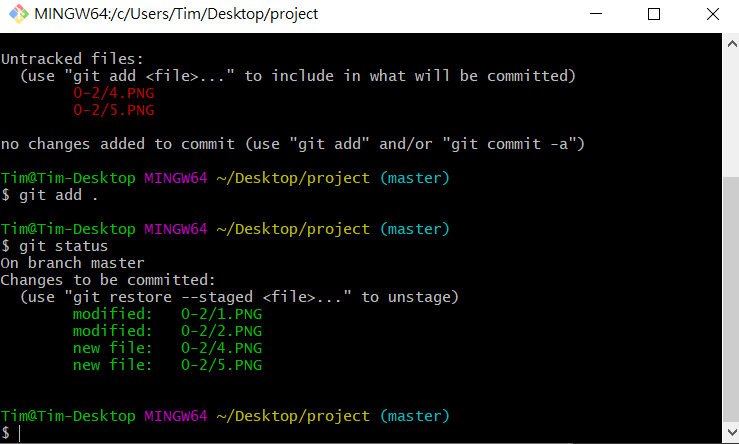 MINGW64:/c/Users/Tim/Desktop/project
Untracked files:
  (use "git add <file>..." to include in what will be committed)
        0-2/4.PNG
        0-2/5.PNG
no changes added to commit (use "git add" and/or "git commit -a")
Tim@Tim-Desktop MINGW64 ~/Desktop/project (master)
$ git add .
Tim@Tim-Desktop MINGW64 ~/Desktop/project (master)
$ git status
On branch master
Changes to be committed:
  (use "git restore --staged <file>..." to unstage)
        modified:   0-2/1.PNG
        modified:   0-2/2.PNG
        new file:   0-2/4.PNG
        new file:   0-2/5.PNG
Tim@Tim-Desktop MINGW64 ~/Desktop/project (master)
$